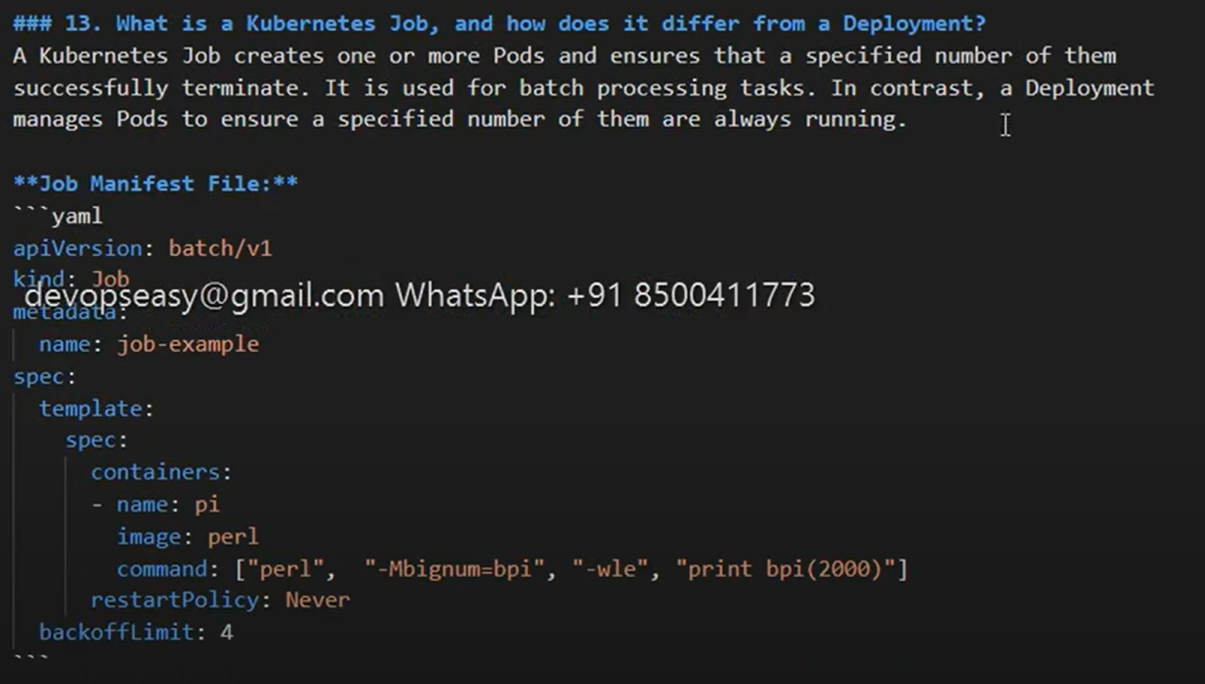 ### 13. What is a Kubernetes Job, and how does it differ from a Deployment?
A Kubernetes Job creates one or more Pods and ensures that a specified number of them
successfully terminate. It is used for batch processing tasks. In contrast, a Deployment
manages Pods to ensure a specified number of them are always running.
**Job Manifest File:**
```yaml
apiVersion: batch/v1
kind: Job
devopseasy@gmail.com WhatsApp: +91 8500411773
metadata:
  name: job-example
spec:
  template:
    spec:
      containers:
      - name: pi
        image: perl
        command: ["perl",  "-Mbignum=bpi", "-wle", "print bpi(2000)"]
      restartPolicy: Never
  backoffLimit: 4
```